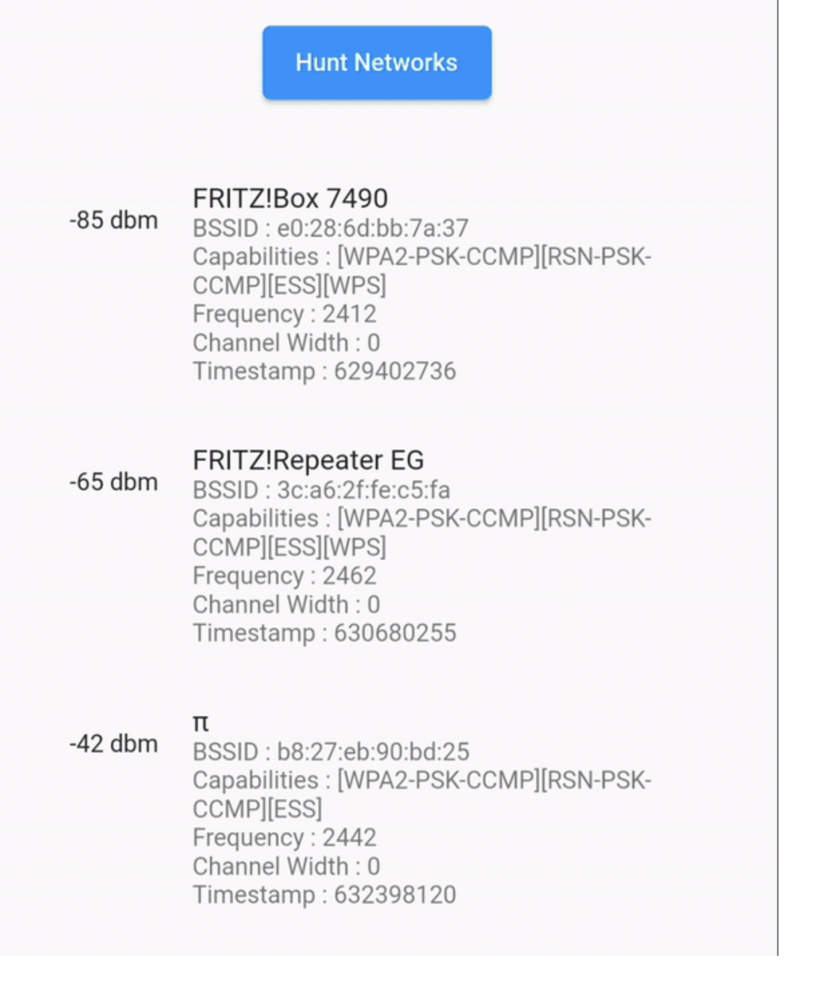 Hunt Networks
FRITZ!Box 7490
-85 dbm
BSSID : e0:28:6d:bb:7a:37
Capabilities : [WPA2-PSK-CCMP][RSN-PSK-
CCMP][ESS][WPS]
Frequency : 2412
Channel Width : 0
Timestamp : 629402736
FRITZ!Repeater EG
-65 dbm
BSSID : 3c:a6:2f:fe:c5:fa
Capabilities : [WPA2-PSK-CCMP][RSN-PSK-
CCMP][ESS][WPS]
Frequency : 2462
Channel Width : 0
Timestamp : 630680255
π
-42 dbm
BSSID : b8:27:eb:90:bd:25
Capabilities : [WPA2-PSK-CCMP][RSN-PSK-
CCMP][ESS]
Frequency : 2442
Channel Width : 0
Timestamp : 632398120